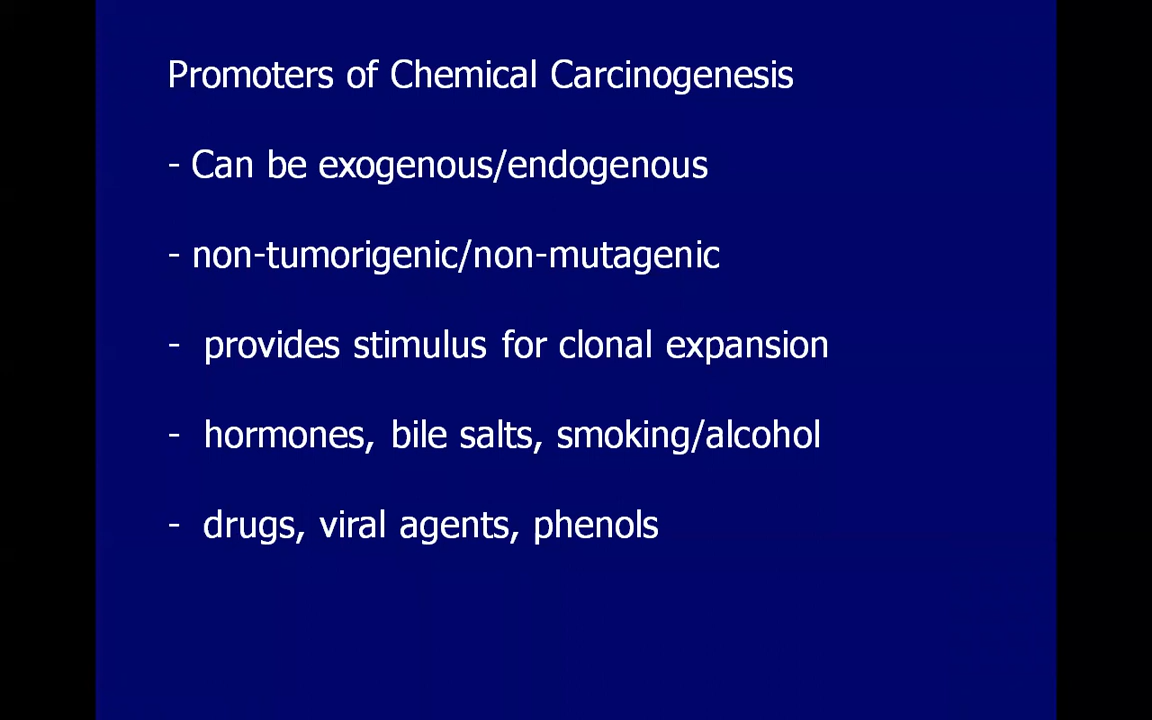 Promoters of Chemical Carcinogenesis
- Can be exogenous/endogenous
- non-tumorigenic/non-mutagenic
- provides stimulus for clonal expansion
- hormones, bile salts, smoking/alcohol
- drugs, viral agents, phenols